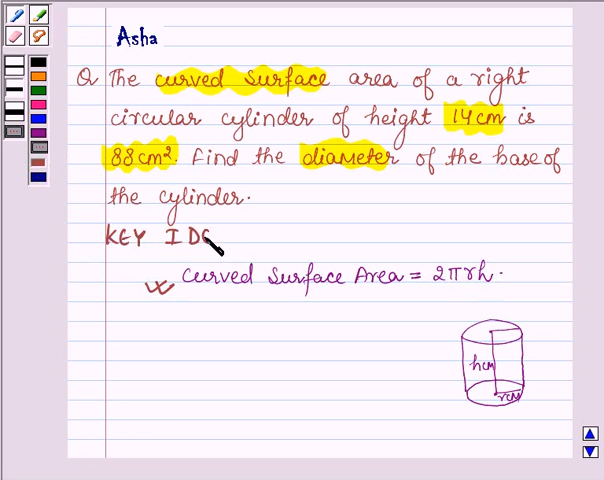 Asha
Q The curved surface area of a right
circular cylinder of height 14cm is
88cm². Find the diameter of the base of
the cylinder.
KEY ID
Curved Surface Area = 2πrh.
hcm
rcm